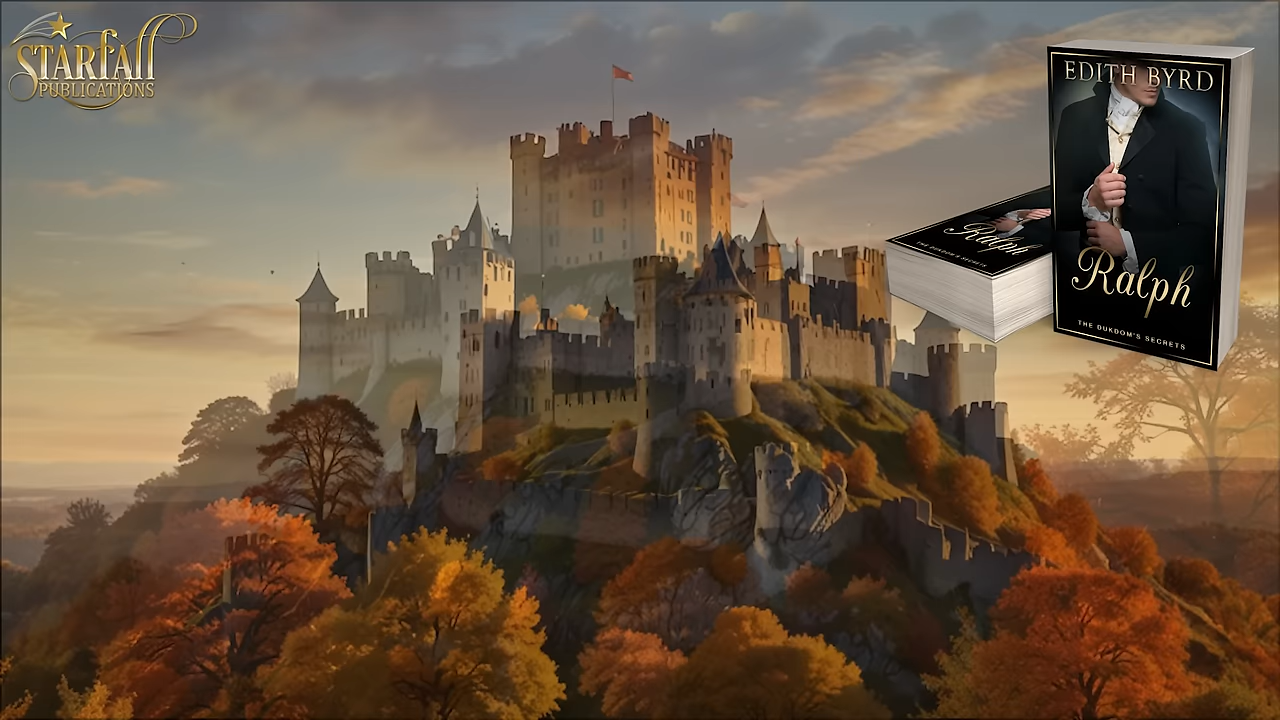 STARfall
PUBLICATIONS
EDITH BYRD
Ralph
THE DUKDOM'S SECRETS
Ralph
THE DUKDOM'S SECRETS